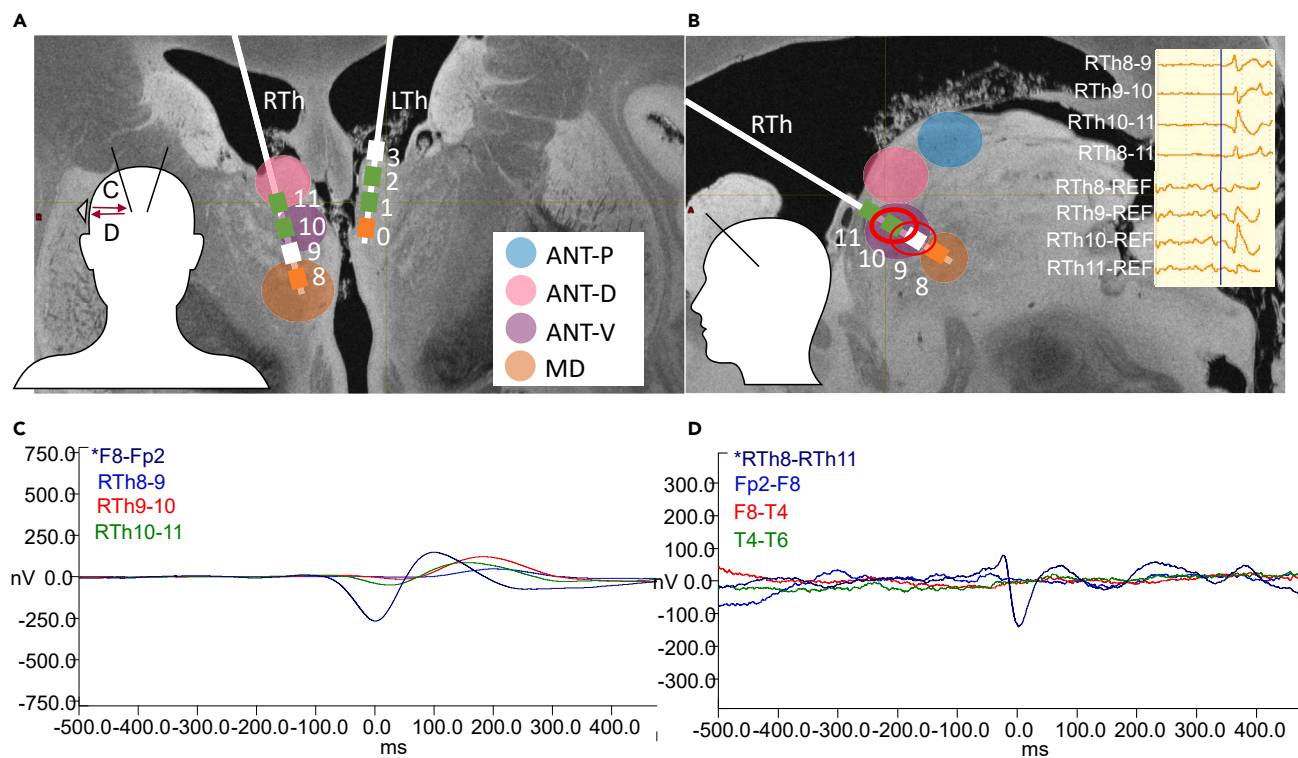 A
RTh
LTh
3
2
1
0
11
10
9
8
C
D
ANT-P
ANT-D
ANT-V
MD
B
RTh
11
10
9
8
RTh8-9
RTh9-10
RTh10-11
RTh8-11
RTh8-REF
RTh9-REF
RTh10-REF
RTh11-REF
C
*F8-Fp2
RTh8-9
RTh9-10
RTh10-11
750.0
500.0
250.0
nV 0.0
-250.0
-500.0
-750.0
-500.0 -400.0 -300.0 -200.0 -100.0 0.0 100.0 200.0 300.0 400.0
ms
D
*RTh8-RTh11
Fp2-F8
F8-T4
T4-T6
300.0
200.0
100.0
nV 0.0
-100.0
-200.0
-300.0
-500.0 -400.0 -300.0 -200.0 -100.0 0.0 100.0 200.0 300.0 400.0
ms